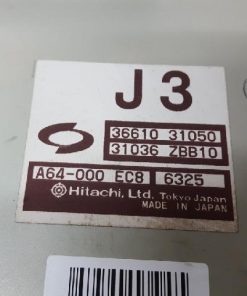 J 3
36610 31050
31036 ZBB10
A64-000 EC8 6325
Hitachi, Ltd. Tokyo Japan
MADE IN JAPAN